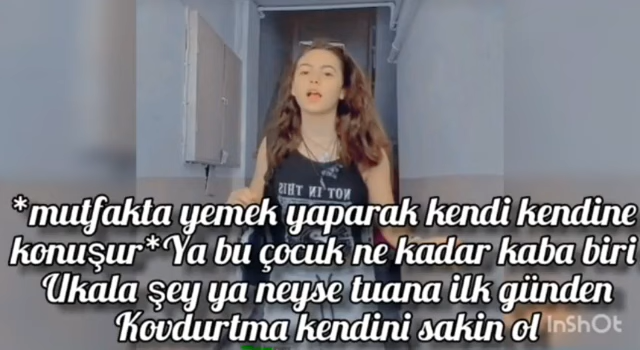 NOT IN THIS
*mutfakta yemek yaparak kendi kendine
konuşur*Ya bu çocuk ne kadar kaba biri
Ukala şey ya neyse tuana ilk günden
Kovdurtma kendini sakin ol
InShOt